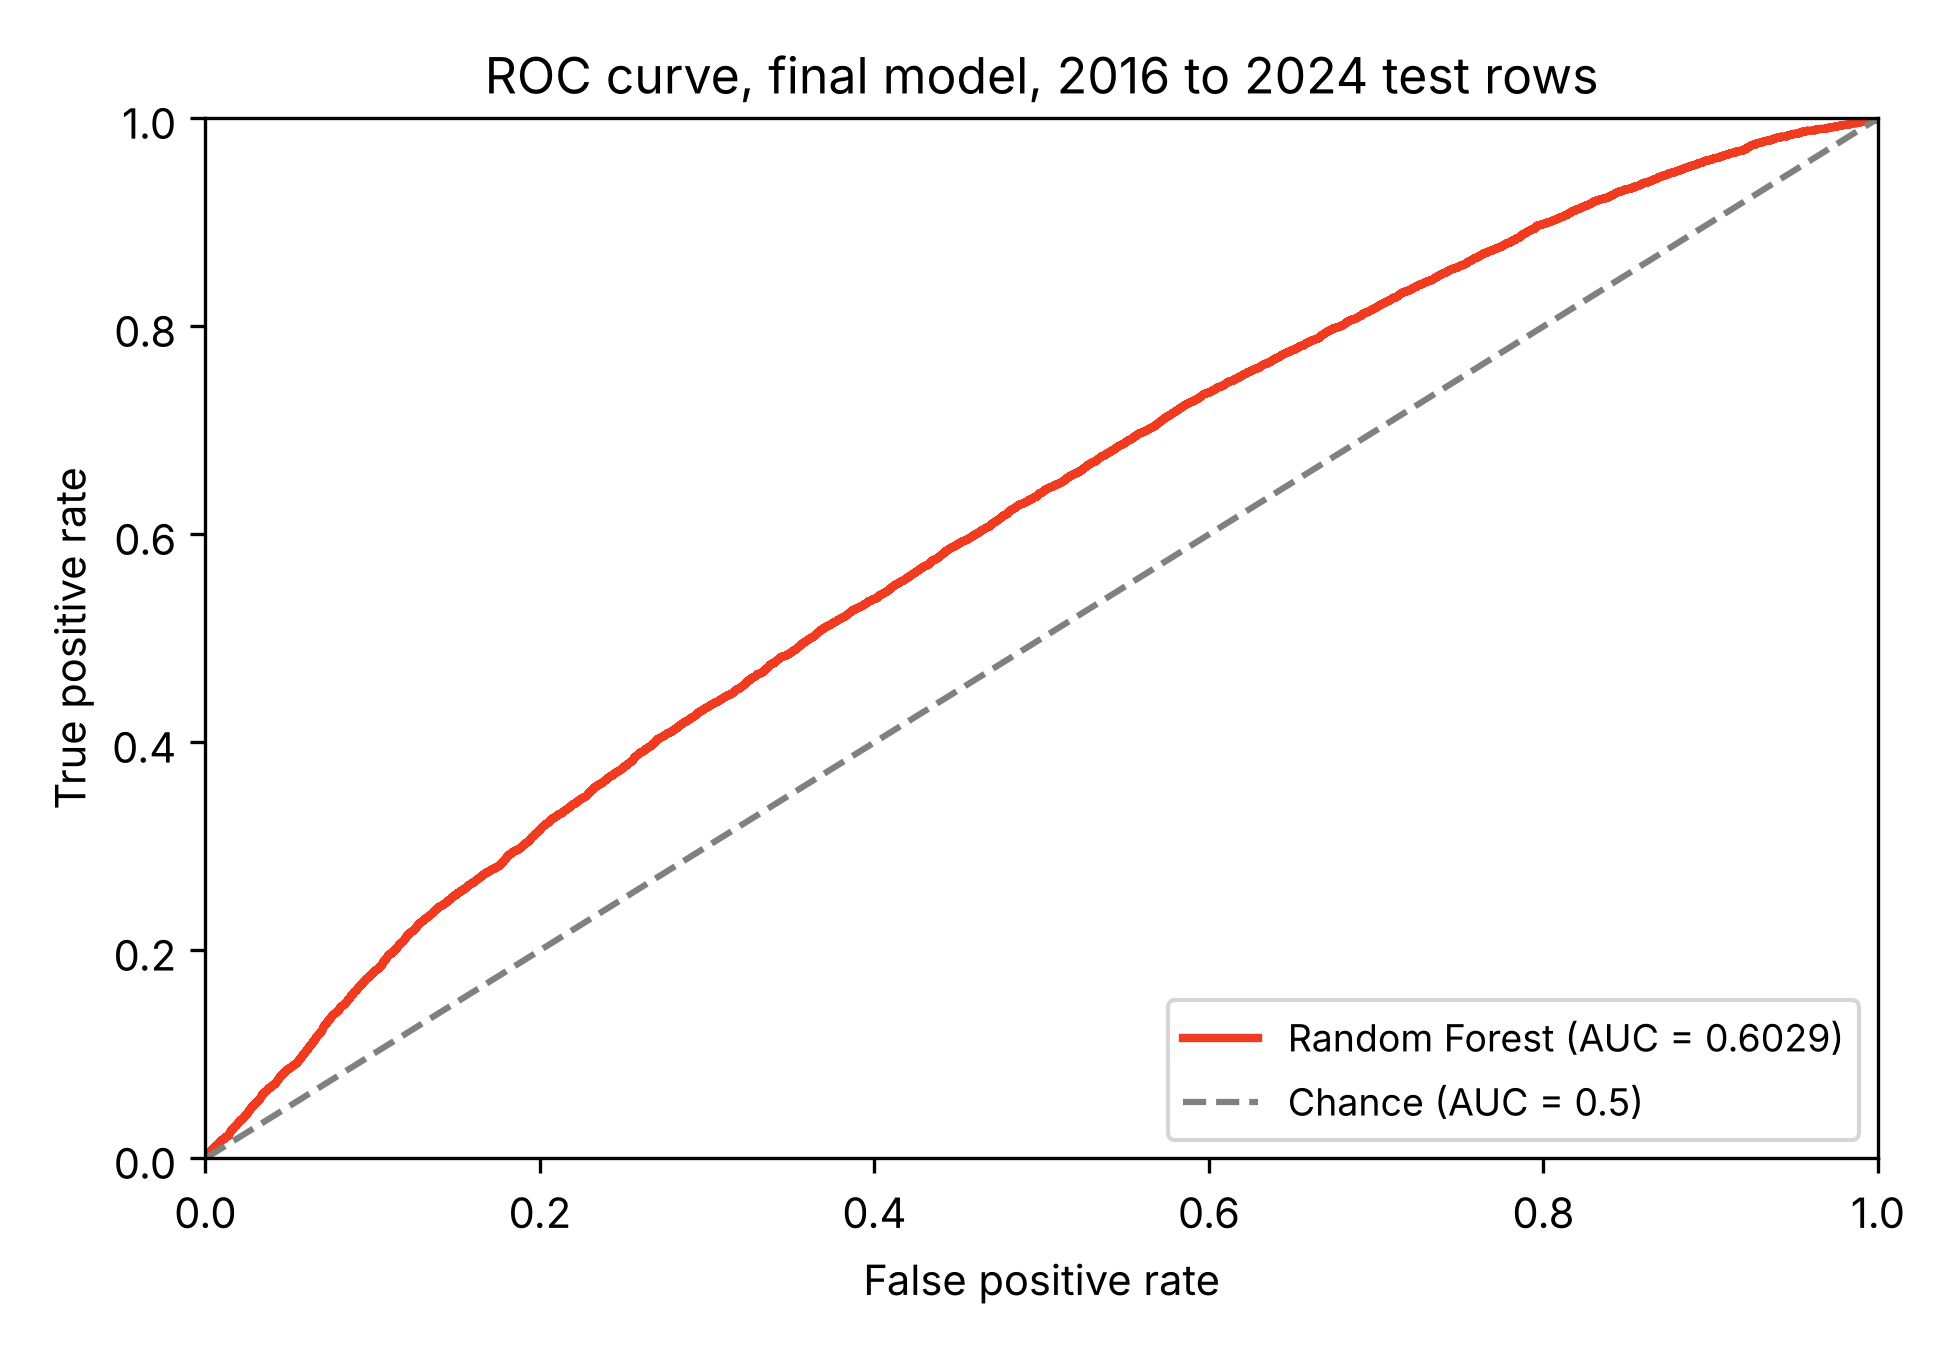 ROC curve, final model, 2016 to 2024 test rows
1.0
0.8
0.6
0.4
0.2
0.0
True positive rate
0.0 0.2 0.4 0.6 0.8 1.0
False positive rate
Random Forest (AUC = 0.6029)
Chance (AUC = 0.5)